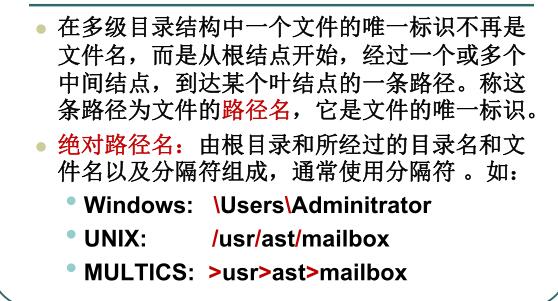 在多级目录结构中一个文件的唯一标识不再是
文件名，而是从根结点开始，经过一个或多个
中间结点，到达某个叶结点的一条路径。称这
条路径为文件的路径名，它是文件的唯一标识。
绝对路径名：由根目录和所经过的目录名和文
件名以及分隔符组成，通常使用分隔符 。如：
Windows: \Users\Adminitrator
UNIX: /usr/ast/mailbox
MULTICS: >usr>ast>mailbox